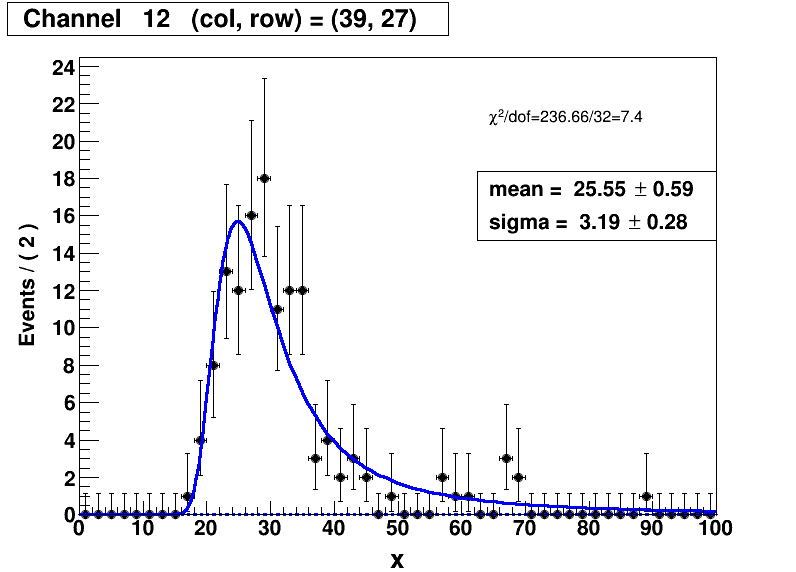 Channel 12 (col, row) = (39, 27)
χ²/dof=236.66/32=7.4
mean = 25.55 ± 0.59
sigma = 3.19 ± 0.28
Events / ( 2 )
24
22
20
18
16
14
12
10
8
6
4
2
0
0 10 20 30 40 50 60 70 80 90 100
x